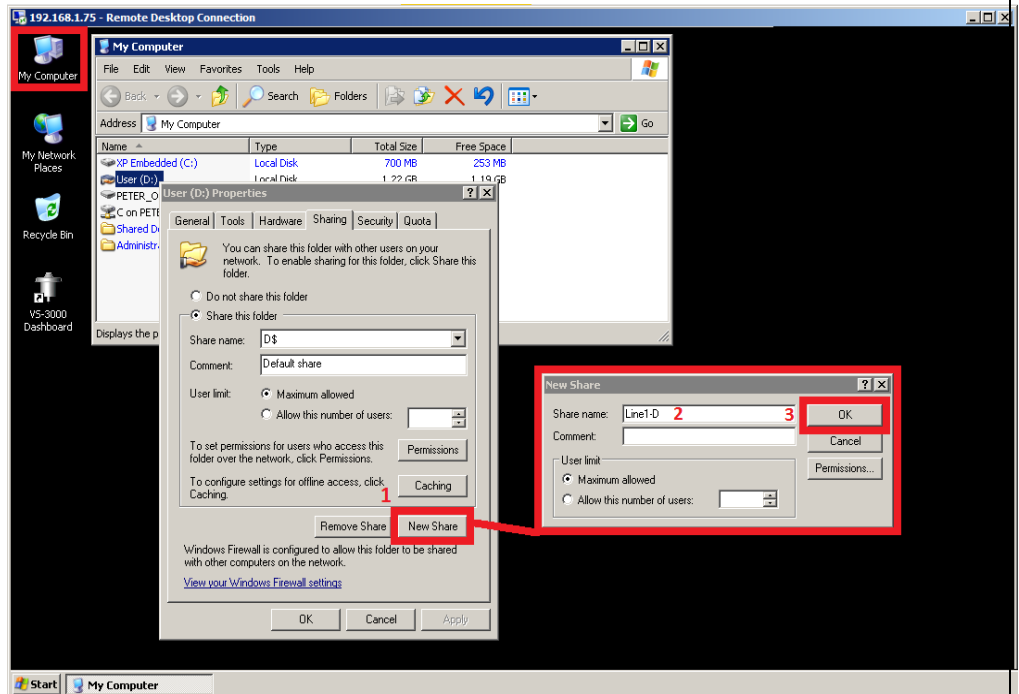 192.168.1.75 - Remote Desktop Connection
My Computer
My Network
Places
Recycle Bin
VS-3000
Dashboard
My Computer
File Edit View Favorites Tools Help
Back Search Folders
Address My Computer Go
Name Type Total Size Free Space
XP Embedded (C:) Local Disk 700 MB 253 MB
User (D:) Local Disk 1.22 GB 1.19 GB
PETER_O
C on PETE
Shared D
Administr
Displays the p
User (D:) Properties
General Tools Hardware Sharing Security Quota
You can share this folder with other users on your
network. To enable sharing for this folder, click Share this
folder.
Do not share this folder
Share this folder
Share name: D$
Comment: Default share
User limit: Maximum allowed
Allow this number of users:
To set permissions for users who access this
folder over the network, click Permissions.
Permissions
To configure settings for offline access, click
Caching.
Caching
1
Remove Share New Share
Windows Firewall is configured to allow this folder to be shared
with other computers on the network.
View your Windows Firewall settings
OK Cancel Apply
New Share
Share name: Line1-D 2 3 OK
Comment: Cancel
User limit
Maximum allowed
Allow this number of users:
Permissions...
Start My Computer